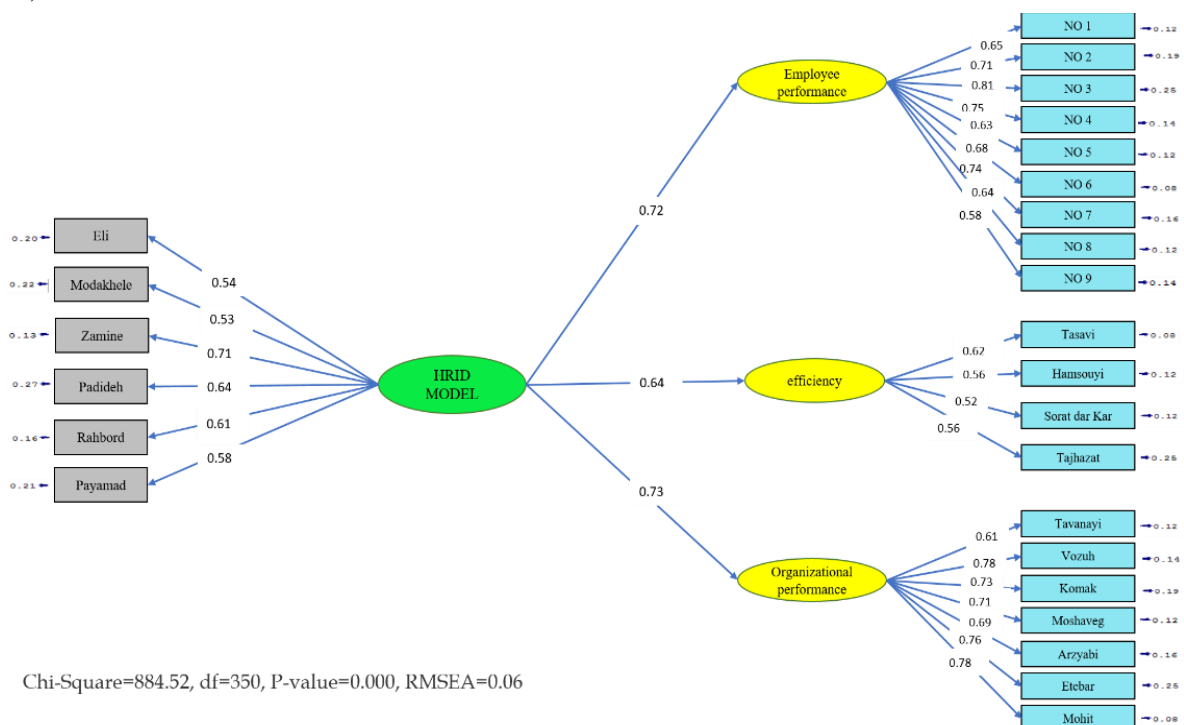 Eli
Modakhele
Zamine
Padideh
Rahbord
Payamad
0.20
0.22
0.13
0.27
0.16
0.21
0.54
0.53
0.71
0.64
0.61
0.58
HRID
MODEL
0.72
0.64
0.73
Employee
performance
0.65
0.71
0.81
0.75
0.63
0.68
0.74
0.64
0.58
NO 1
NO 2
NO 3
NO 4
NO 5
NO 6
NO 7
NO 8
NO 9
0.12
0.19
0.25
0.14
0.12
0.08
0.16
0.12
0.14
efficiency
0.62
0.56
0.52
0.56
Tasavi
Hamsouyi
Sorat dar Kar
Tajhazat
0.08
0.12
0.12
0.25
Organizational
performance
0.61
0.78
0.73
0.71
0.69
0.76
0.78
Tavanayi
Vozuh
Komak
Moshaveg
Arzyabi
Etebar
Mohit
0.12
0.14
0.19
0.12
0.16
0.25
0.08
Chi-Square=884.52, df=350, P-value=0.000, RMSEA=0.06